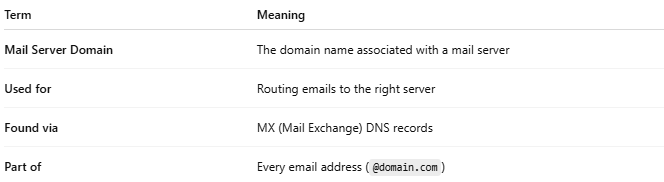 Term Meaning
Mail Server Domain The domain name associated with a mail server
Used for Routing emails to the right server
Found via MX (Mail Exchange) DNS records
Part of Every email address (@domain.com)